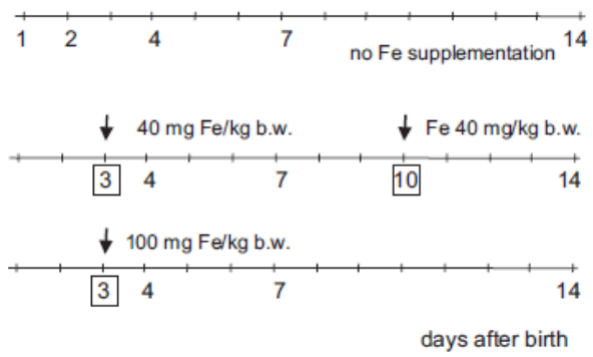 1 2 4 7 14
no Fe supplementation
40 mg Fe/kg b.w. Fe 40 mg/kg b.w.
3 4 7 10 14
100 mg Fe/kg b.w.
3 4 7 14
days after birth